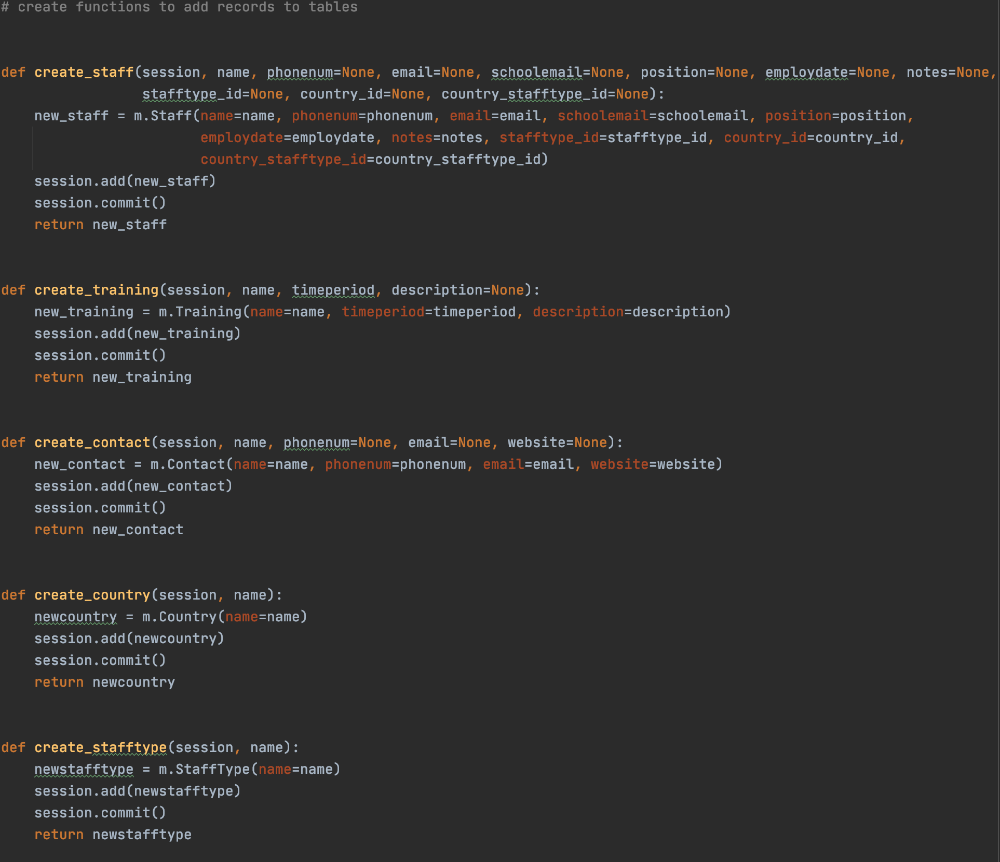 # create functions to add records to tables
def create_staff(session, name, phonenum=None, email=None, schoolemail=None, position=None, employdate=None, notes=None,
                 stafftype_id=None, country_id=None, country_stafftype_id=None):
    new_staff = m.Staff(name=name, phonenum=phonenum, email=email, schoolemail=schoolemail, position=position,
                        employdate=employdate, notes=notes, stafftype_id=stafftype_id, country_id=country_id,
                        country_stafftype_id=country_stafftype_id)
    session.add(new_staff)
    session.commit()
    return new_staff
def create_training(session, name, timeperiod, description=None):
    new_training = m.Training(name=name, timeperiod=timeperiod, description=description)
    session.add(new_training)
    session.commit()
    return new_training
def create_contact(session, name, phonenum=None, email=None, website=None):
    new_contact = m.Contact(name=name, phonenum=phonenum, email=email, website=website)
    session.add(new_contact)
    session.commit()
    return new_contact
def create_country(session, name):
    newcountry = m.Country(name=name)
    session.add(newcountry)
    session.commit()
    return newcountry
def create_stafftype(session, name):
    newstafftype = m.StaffType(name=name)
    session.add(newstafftype)
    session.commit()
    return newstafftype